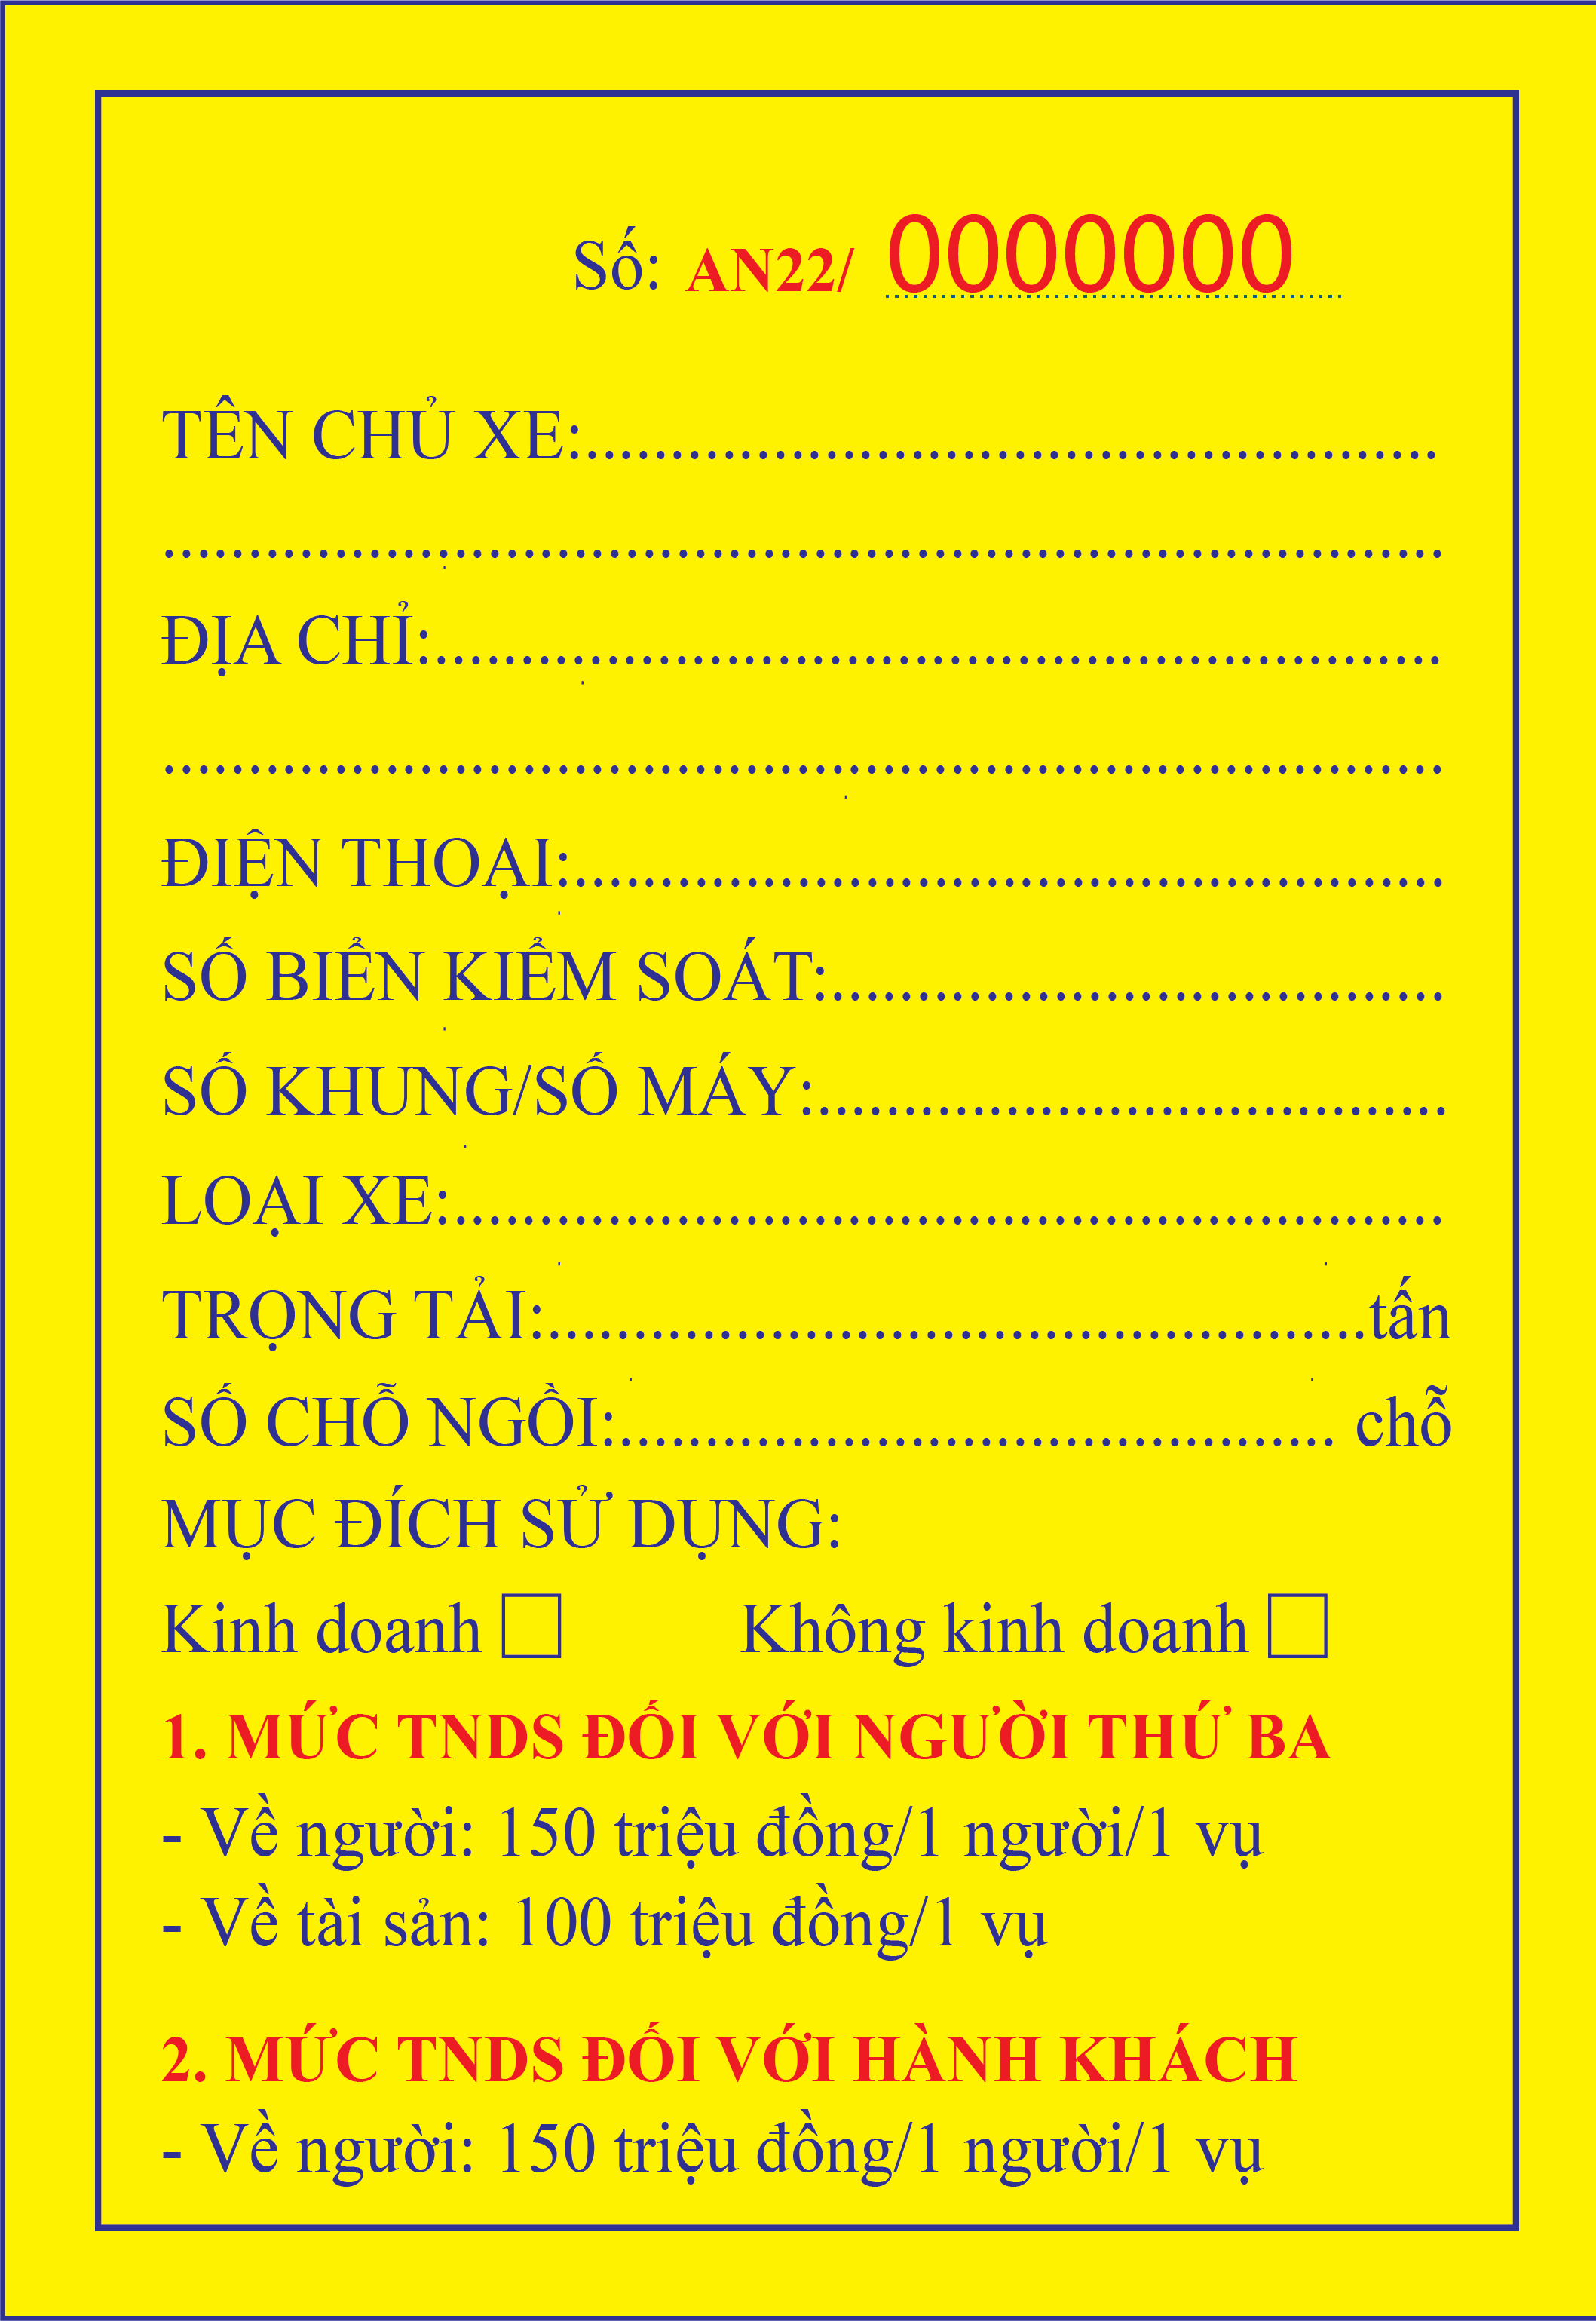 Số: AN22/ 0000000
TÊN CHỦ XE:..................................................
...........................................................................
ĐỊA CHỈ:...........................................................
...........................................................................
ĐIỆN THOẠI:...................................................
SỐ BIỂN KIỂM SOÁT:....................................
SỐ KHUNG/SỐ MÁY:.....................................
LOẠI XE:..........................................................
TRỌNG TẢI:................................................tấn
SỐ CHỖ NGỒI:.......................................... chỗ
MỤC ĐÍCH SỬ DỤNG:
Kinh doanh Không kinh doanh
1. MỨC TNDS ĐỐI VỚI NGƯỜI THỨ BA
- Về người: 150 triệu đồng/1 người/1 vụ
- Về tài sản: 100 triệu đồng/1 vụ
2. MỨC TNDS ĐỐI VỚI HÀNH KHÁCH
- Về người: 150 triệu đồng/1 người/1 vụ